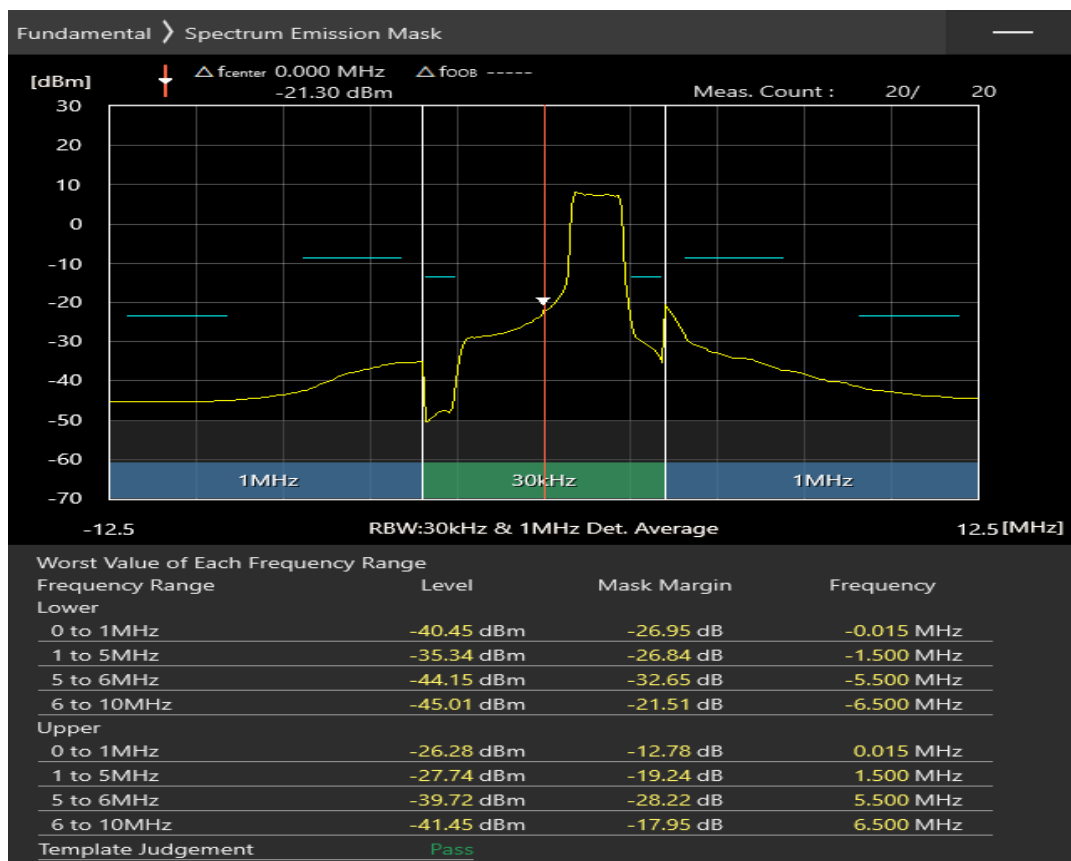 Fundamental ❯ Spectrum Emission Mask
[dBm] △ fcenter 0.000 MHz △ fOOB -----
-21.30 dBm Meas. Count : 20/ 20
30
20
10
0
-10
-20
-30
-40
-50
-60
1MHz 30kHz 1MHz
-70
-12.5 RBW:30kHz & 1MHz Det. Average 12.5 [MHz]
Worst Value of Each Frequency Range
Frequency Range Level Mask Margin Frequency
Lower
0 to 1MHz -40.45 dBm -26.95 dB -0.015 MHz
1 to 5MHz -35.34 dBm -26.84 dB -1.500 MHz
5 to 6MHz -44.15 dBm -32.65 dB -5.500 MHz
6 to 10MHz -45.01 dBm -21.51 dB -6.500 MHz
Upper
0 to 1MHz -26.28 dBm -12.78 dB 0.015 MHz
1 to 5MHz -27.74 dBm -19.24 dB 1.500 MHz
5 to 6MHz -39.72 dBm -28.22 dB 5.500 MHz
6 to 10MHz -41.45 dBm -17.95 dB 6.500 MHz
Template Judgement Pass